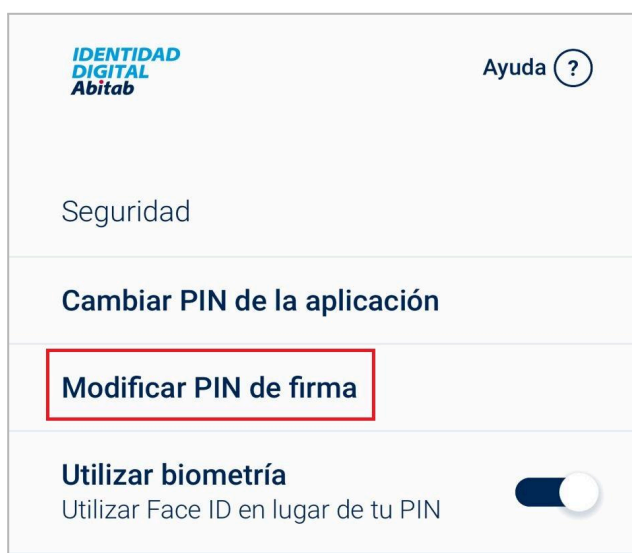 IDENTIDAD
DIGITAL
Abitab
Ayuda ?
Seguridad
Cambiar PIN de la aplicación
Modificar PIN de firma
Utilizar biometría
Utilizar Face ID en lugar de tu PIN